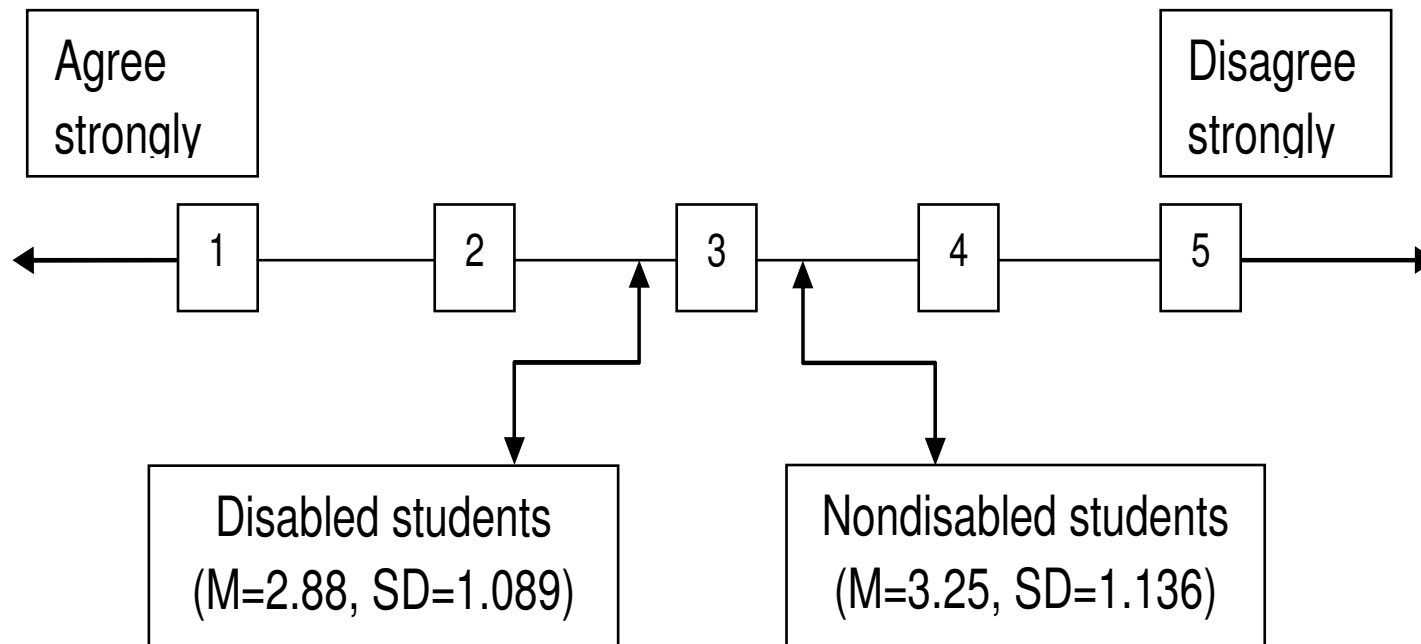 Agree
strongly
Disagree
strongly
1
2
3
4
5
Disabled students
(M=2.88, SD=1.089)
Nondisabled students
(M=3.25, SD=1.136)